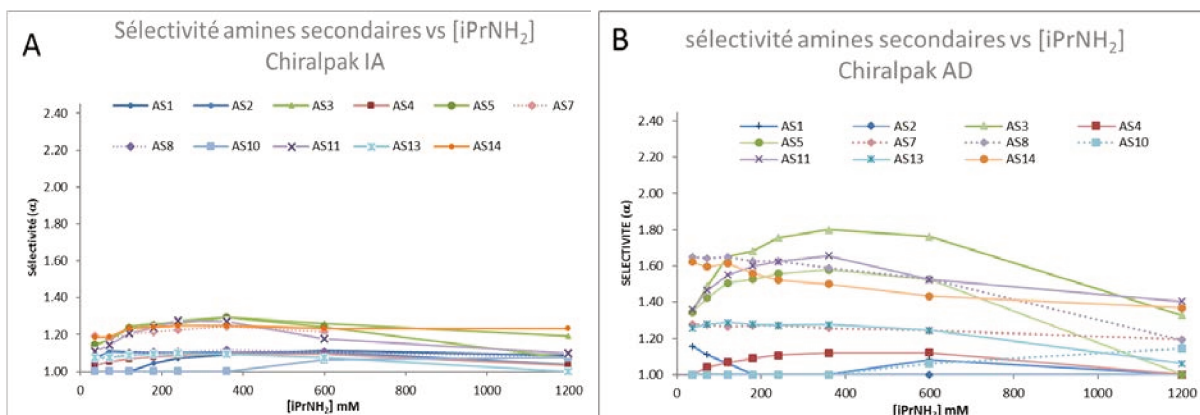 A
Sélectivité amines secondaires vs [iPrNH₂]
Chiralpak IA
AS1 AS2 AS3 AS4 AS5 AS7
AS8 AS10 AS11 AS13 AS14
Sélectivité (α)
2.40
2.20
2.00
1.80
1.60
1.40
1.20
1.00
0 200 400 600 800 1000 1200
[iPrNH₂] mM
B
sélectivité amines secondaires vs [iPrNH₂]
Chiralpak AD
AS1 AS2 AS3 AS4
AS5 AS7 AS8 AS10
AS11 AS13 AS14
SELECTIVITE (α)
2.40
2.20
2.00
1.80
1.60
1.40
1.20
1.00
0 200 400 600 800 1000 1200
[iPrNH₂] mM